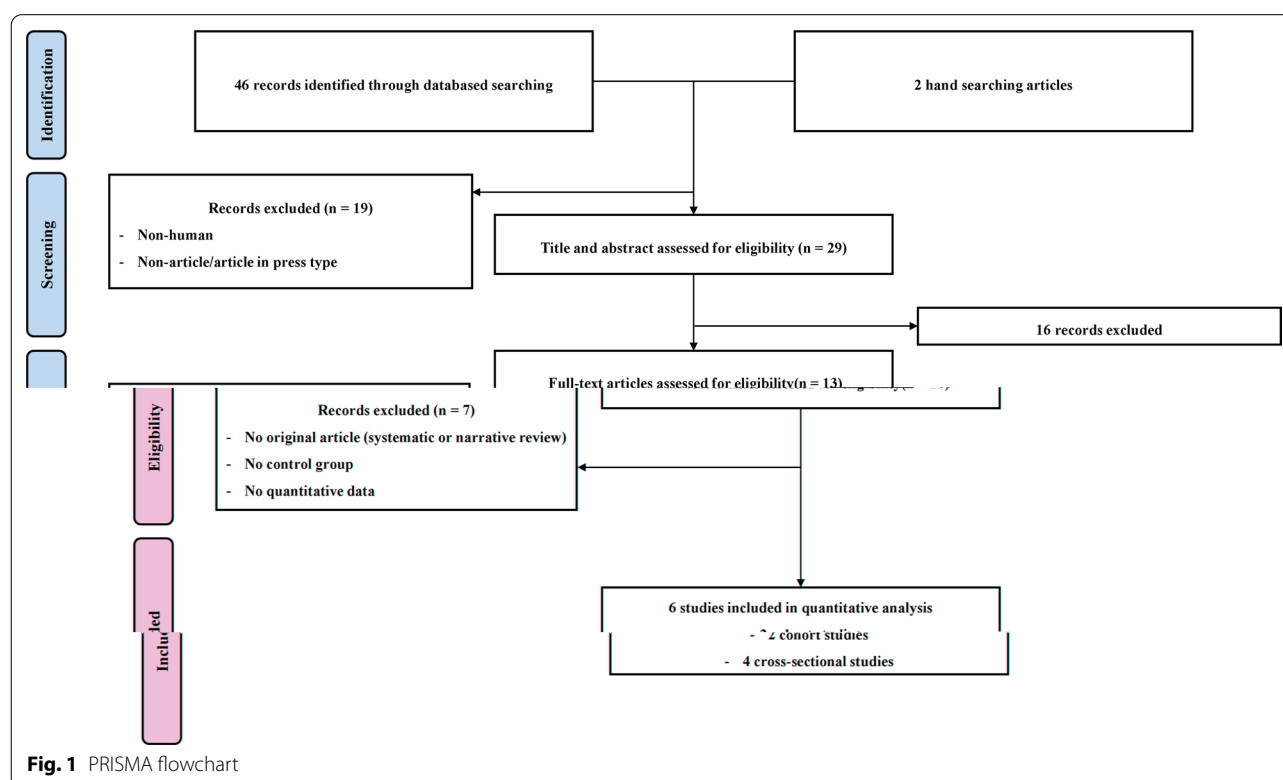 Identification
46 records identified through databased searching
2 hand searching articles
Screening
Records excluded (n = 19)
- Non-human
- Non-article/article in press type
Title and abstract assessed for eligibility (n = 29)
16 records excluded
Full-text articles assessed for eligibility(n = 13)
Eligibility
Records excluded (n = 7)
- No original article (systematic or narrative review)
- No control group
- No quantitative data
Included
6 studies included in quantitative analysis
- cohort studies
- 4 cross-sectional studies
Fig. 1 PRISMA flowchart